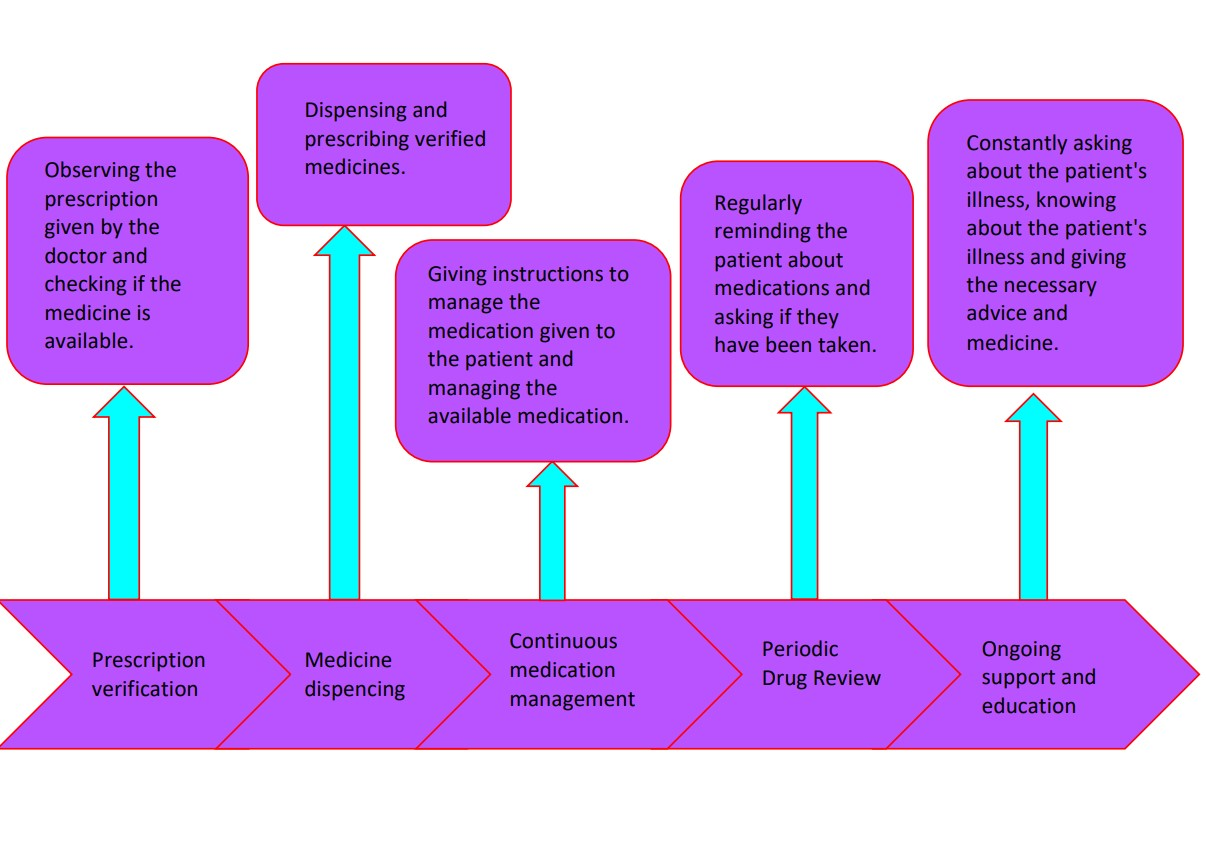 Observing the
prescription
given by the
doctor and
checking if the
medicine is
available.
Dispensing and
prescribing verified
medicines.
Giving instructions to
manage the
medication given to
the patient and
managing the
available medication.
Regularly
reminding the
patient about
medications and
asking if they
have been taken.
Constantly asking
about the patient's
illness, knowing
about the patient's
illness and giving
the necessary
advice and
medicine.
Prescription
verification
Medicine
dispencing
Continuous
medication
management
Periodic
Drug Review
Ongoing
support and
education